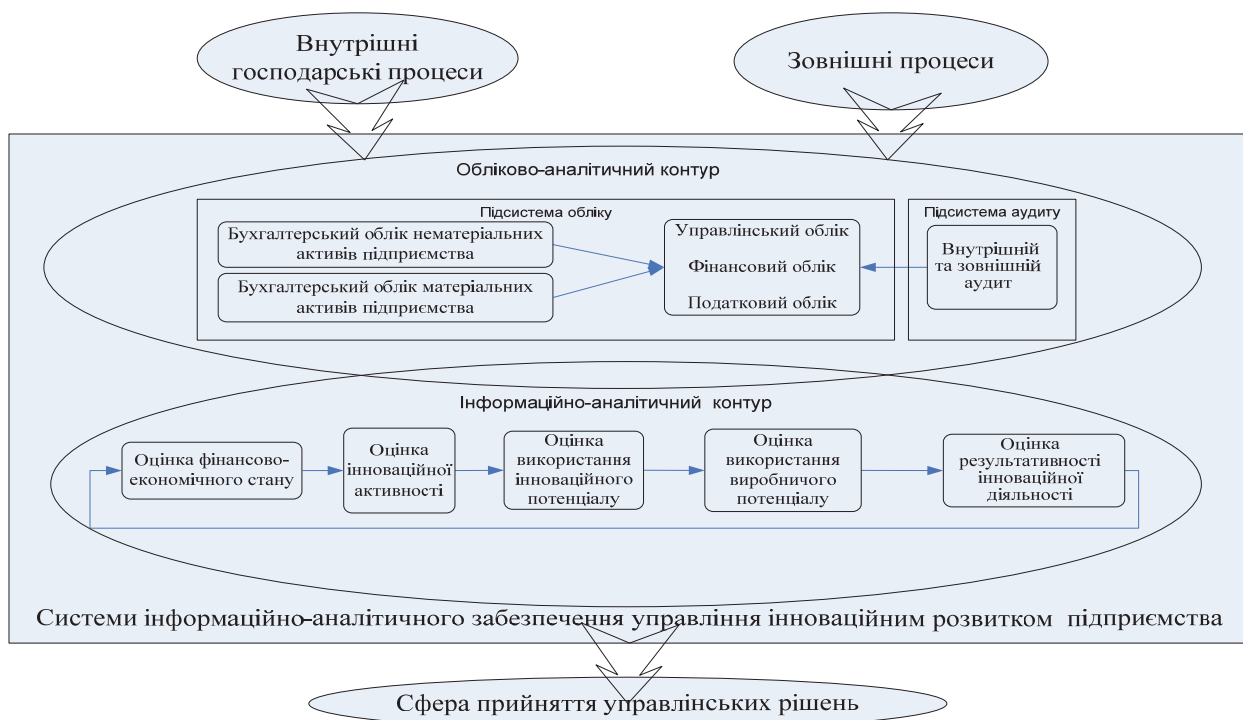 Внутрішні
господарські процеси
Зовнішні процеси
Обліково-аналітичний контур
Підсистема обліку
Бухгалтерський облік нематеріальних
активів підприємства
Бухгалтерський облік матеріальних
активів підприємства
Управлінський облік
Фінансовий облік
Податковий облік
Підсистема аудиту
Внутрішній
та зовнішній
аудит
Інформаційно-аналітичний контур
Оцінка фінансово-
економічного стану
Оцінка
інноваційної
активності
Оцінка
використання
інноваційного
потенціалу
Оцінка
використання
виробничого
потенціалу
Оцінка
результативності
інноваційної
діяльності
Системи інформаційно-аналітичного забезпечення управління інноваційним розвитком підприємства
Сфера прийняття управлінських рішень